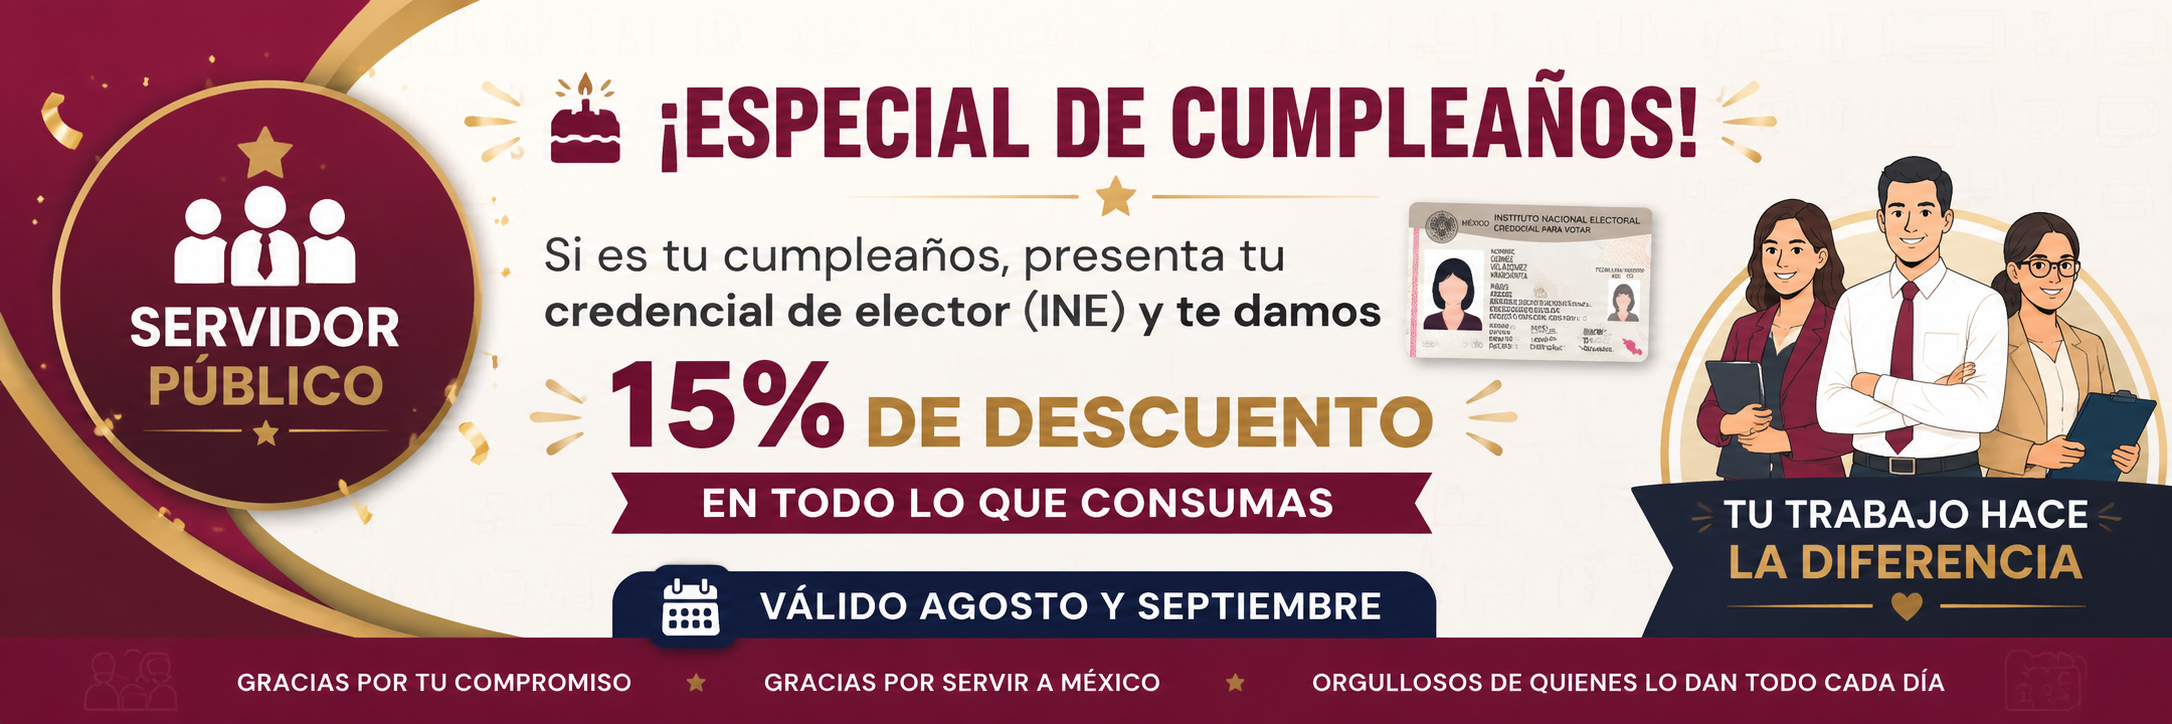 ¡ESPECIAL DE CUMPLEAÑOS!
SERVIDOR
PÚBLICO
Si es tu cumpleaños, presenta tu
credencial de elector (INE) y te damos
15% DE DESCUENTO
EN TODO LO QUE CONSUMAS
VÁLIDO AGOSTO Y SEPTIEMBRE
MÉXICO
INSTITUTO NACIONAL ELECTORAL
CREDOCIAL PARA VOTAR
NOMBRE
TU TRABAJO HACE
LA DIFERENCIA
GRACIAS POR TU COMPROMISO
GRACIAS POR SERVIR A MÉXICO
ORGULLOSOS DE QUIENES LO DAN TODO CADA DÍA